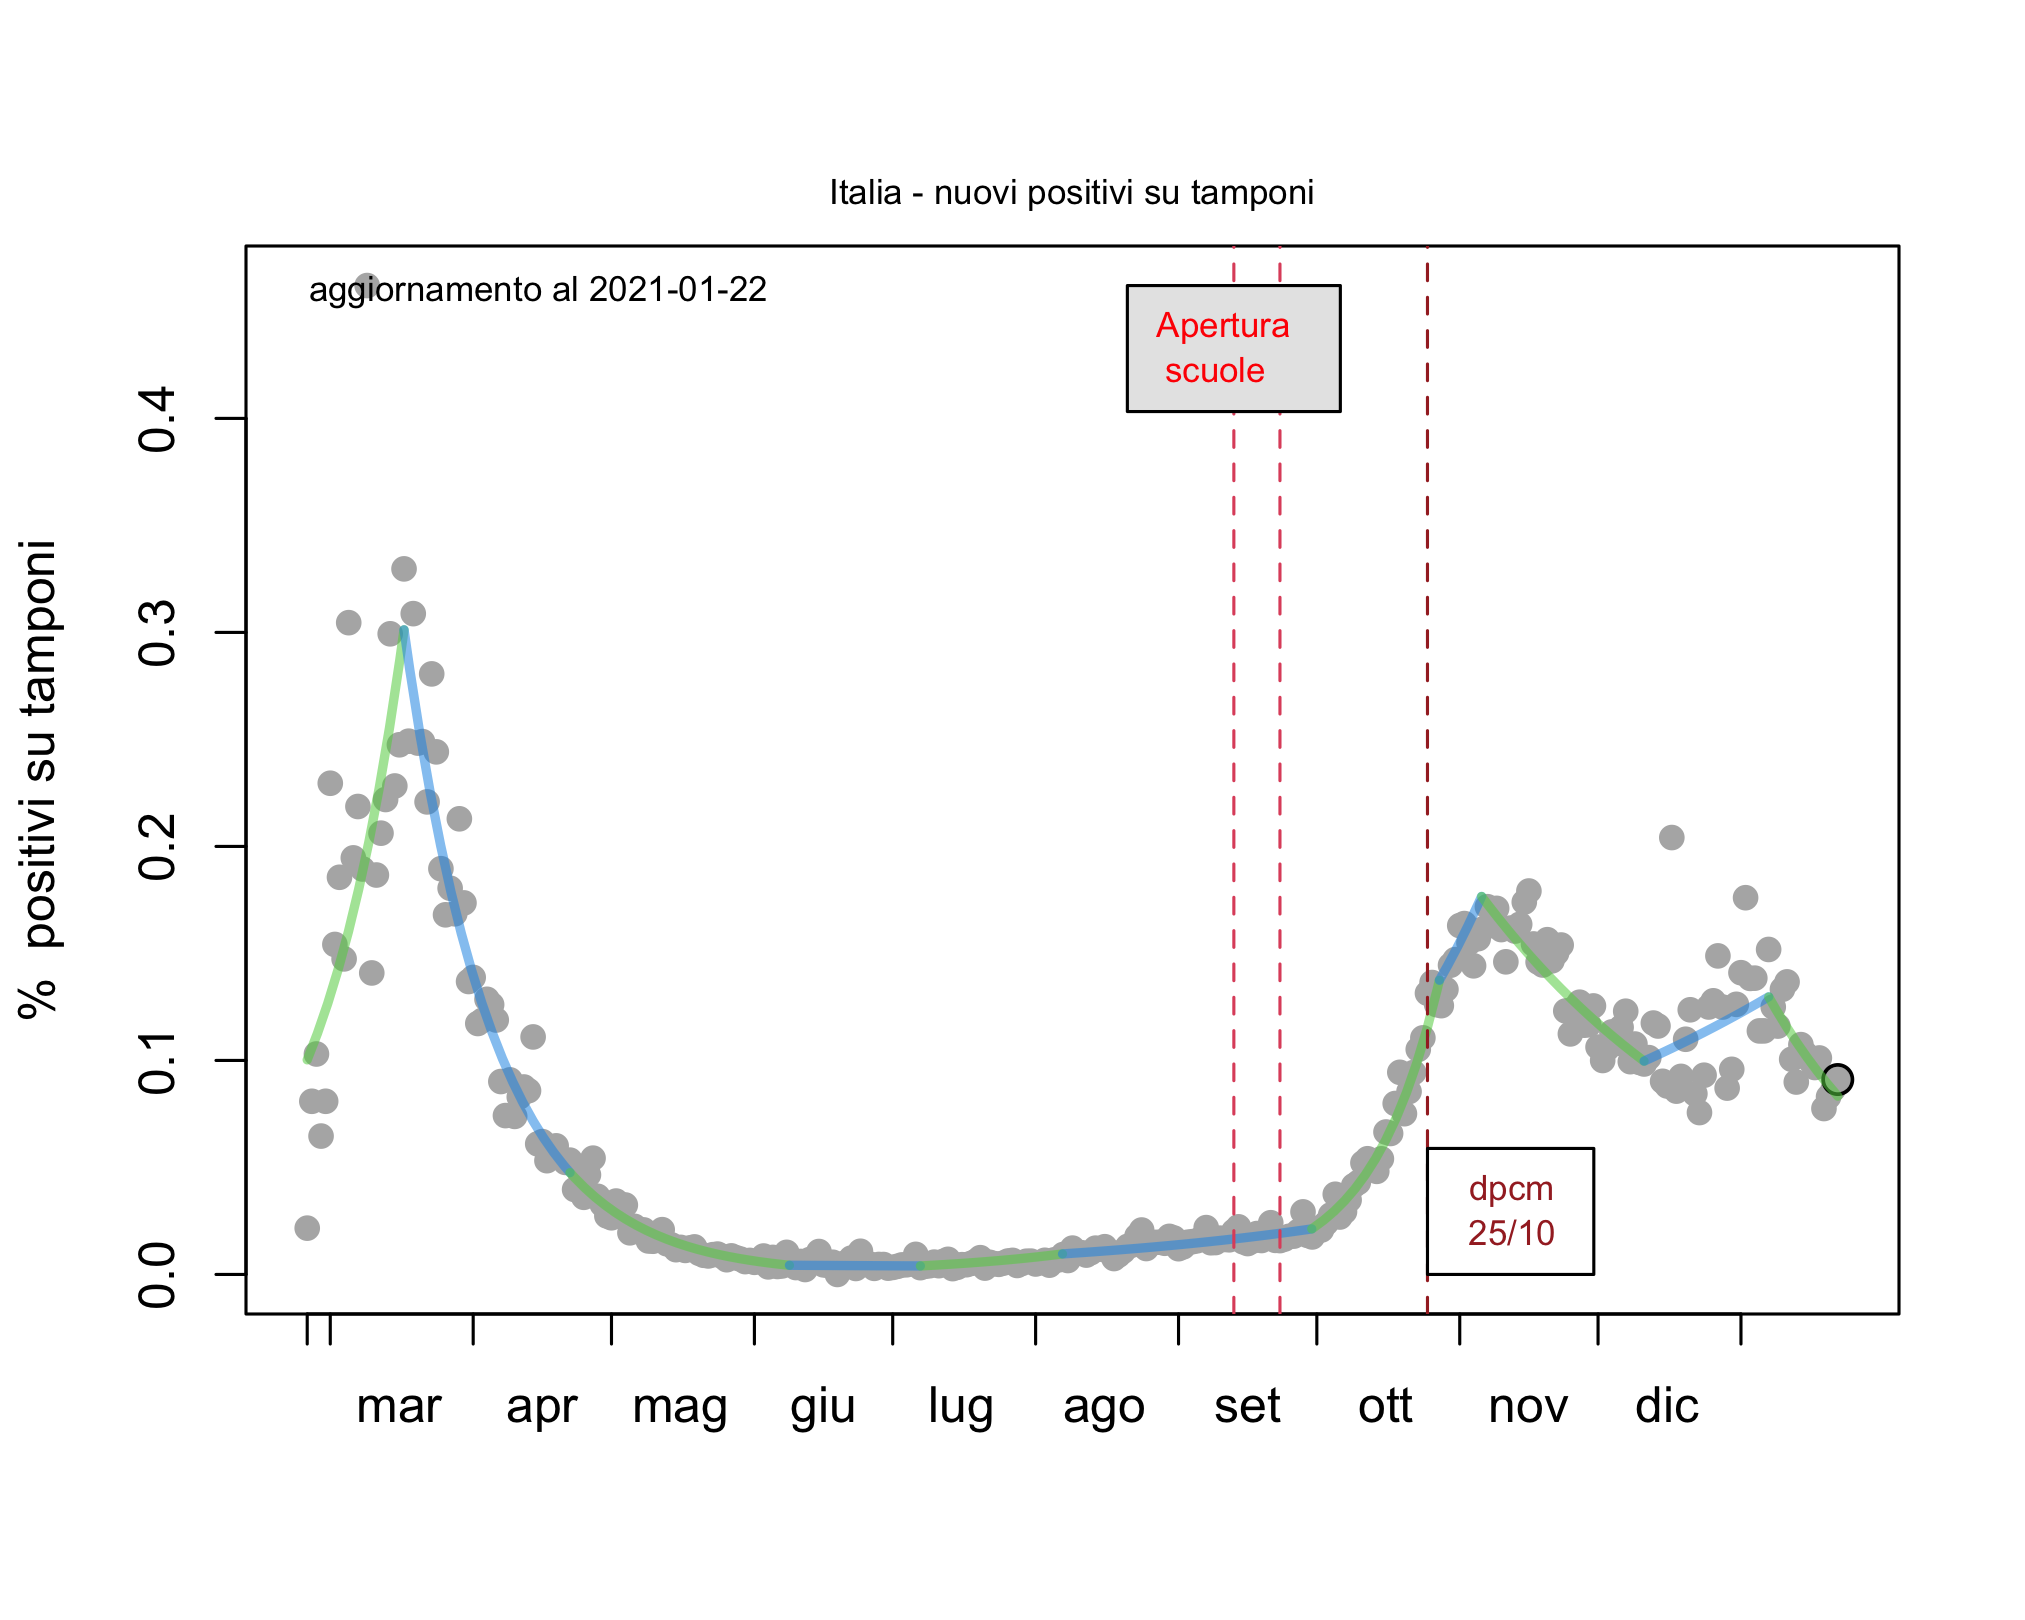 Italia - nuovi positivi su tamponi
aggiornamento al 2021-01-22
Apertura
scuole
% positivi su tamponi
0.4
0.3
0.2
0.1
0.0
dpcm
25/10
mar apr mag giu lug ago set ott nov dic